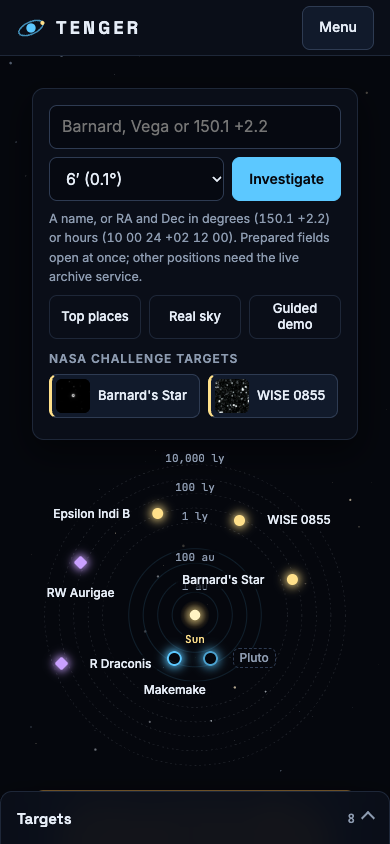 TENGER
Menu
Barnard, Vega or 150.1 +2.2
6′ (0.1°)
Investigate
A name, or RA and Dec in degrees (150.1 +2.2)
or hours (10 00 24 +02 12 00). Prepared fields
open at once; other positions need the live
archive service.
Top places
Real sky
Guided
demo
NASA CHALLENGE TARGETS
Barnard's Star
WISE 0855
10,000 ly
100 ly
Epsilon Indi B
1 ly
WISE 0855
100 au
Barnard's Star
RW Aurigae
Sun
R Draconis
Pluto
Makemake
Targets
8